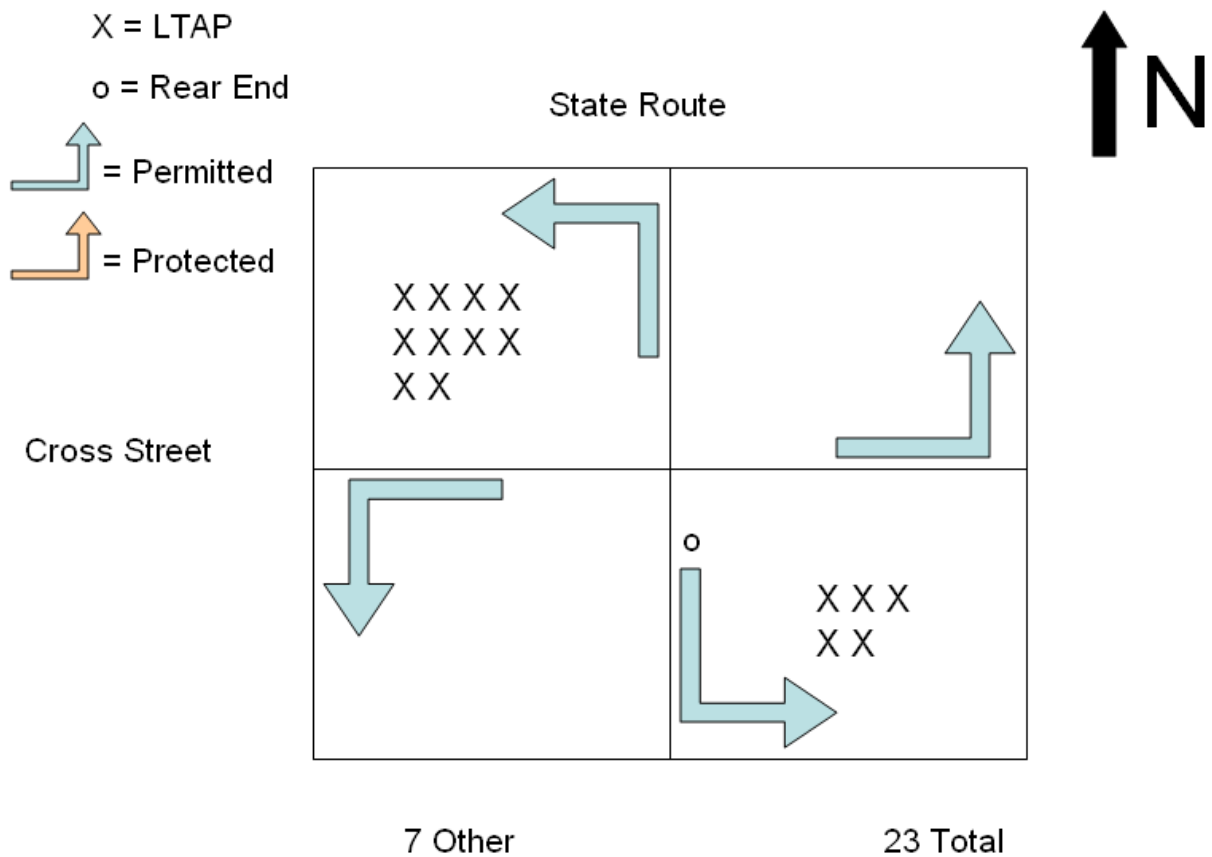 X = LTAP
o = Rear End
= Permitted
= Protected
N
State Route
X X X X
X X X X
X X
Cross Street
o
X X X
X X
7 Other
23 Total